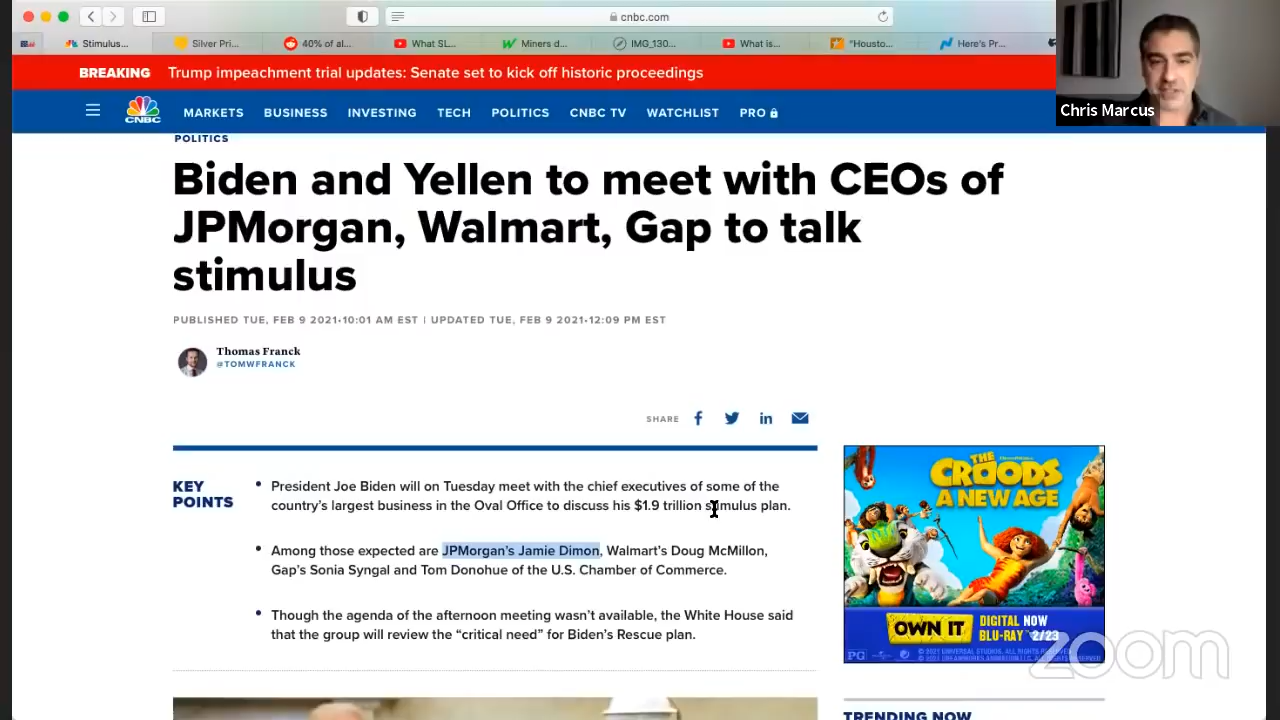 cnbc.com
Stimulus...
Silver Pri...
40% of al...
What SL...
Miners d...
IMG_130...
What is...
"Housto...
Here's Pr...
BREAKING Trump impeachment trial updates: Senate set to kick off historic proceedings
Chris Marcus
CNBC
MARKETS BUSINESS INVESTING TECH POLITICS CNBC TV WATCHLIST PRO
POLITICS
Biden and Yellen to meet with CEOs of
JPMorgan, Walmart, Gap to talk
stimulus
PUBLISHED TUE, FEB 9 2021•10:01 AM EST | UPDATED TUE, FEB 9 2021•12:09 PM EST
Thomas Franck
@TOMWFRANCK
SHARE
KEY
POINTS
President Joe Biden will on Tuesday meet with the chief executives of some of the
country's largest business in the Oval Office to discuss his $1.9 trillion stimulus plan.
Among those expected are JPMorgan's Jamie Dimon, Walmart's Doug McMillon,
Gap's Sonia Syngal and Tom Donohue of the U.S. Chamber of Commerce.
Though the agenda of the afternoon meeting wasn't available, the White House said
that the group will review the “critical need” for Biden's Rescue plan.
THE
CROODS
A NEW AGE
OWN IT
DIGITAL NOW
BLU-RAY 2/23
PG
zoom
TRENDING NOW